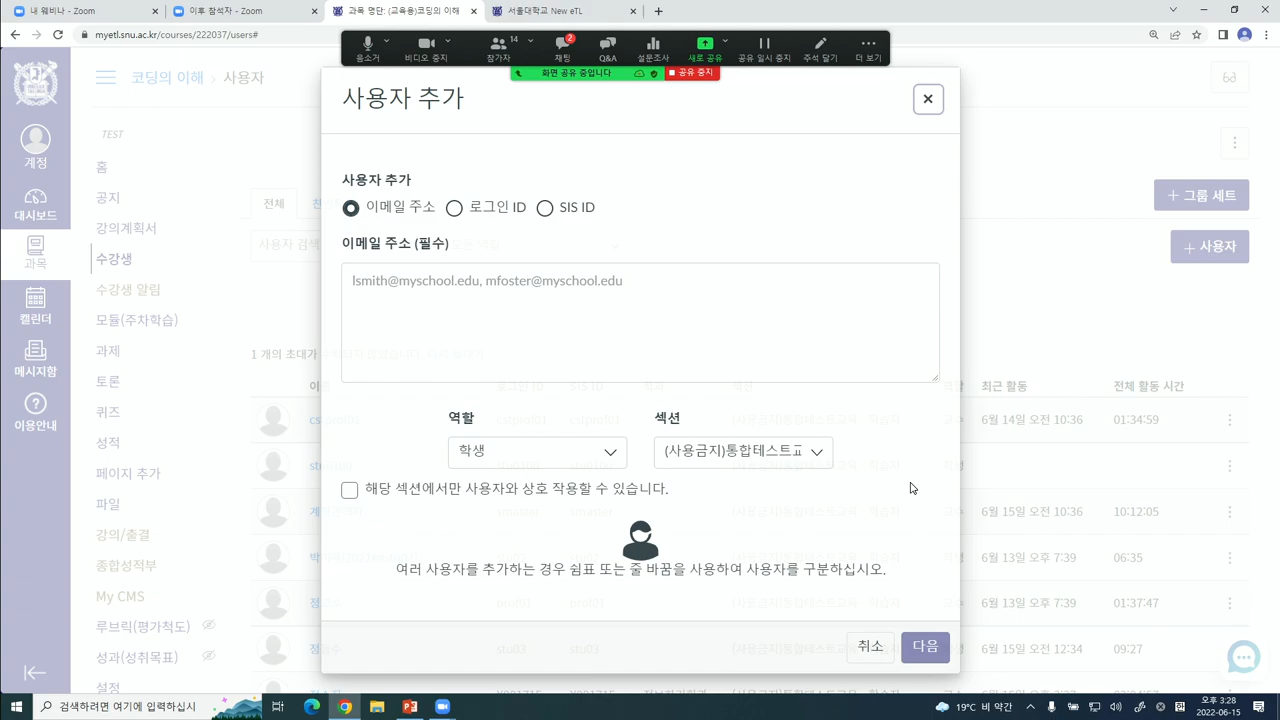 내 웨비나 - Zoom
이후 참석자 - Zoom
과목 명단: (교육용)코딩의 이해
서울대학교 New eTL
myetl.snu.ac.kr/courses/222037/users#
음소거
비디오 중지
참가자
14
채팅
2
Q&A
설문조사
새로 공유
공유 일시 중지
주석 달기
더 보기
화면 공유 중입니다
공유 중지
코딩의 이해 › 사용자
계정
대시보드
과목
캘린더
메시지함
이용안내
TEST
홈
공지
강의계획서
수강생
수강생 알림
모듈(주차학습)
과제
토론
퀴즈
성적
페이지 추가
파일
강의/출결
종합성적부
My CMS
루브릭(평가척도)
성과(성취목표)
설정
전체
사용자 검색
+ 그룹 세트
+ 사용자
1 개의 초대가
사용자 추가
사용자 추가
이메일 주소
로그인 ID
SIS ID
이메일 주소 (필수)
lsmith@myschool.edu, mfoster@myschool.edu
역할
섹션
학생
(사용금지)통합테스트교
해당 섹션에서만 사용자와 상호 작용할 수 있습니다.
여러 사용자를 추가하는 경우 쉼표 또는 줄 바꿈을 사용하여 사용자를 구분하십시오.
취소
다음
최근 활동
전체 활동 시간
cstprof01 cstprof01 cstprof01
6월 14일 오전 10:36
01:34:59
6월 15일 오전 10:36
10:12:05
6월 13일 오후 7:39
06:35
prof01 prof01
6월 13일 오후 7:39
01:37:47
stu03 stu03
6월 15일 오전 12:34
09:27
검색하려면 여기에 입력하십시
19°C 비 약간
오후 3:28
2022-06-15